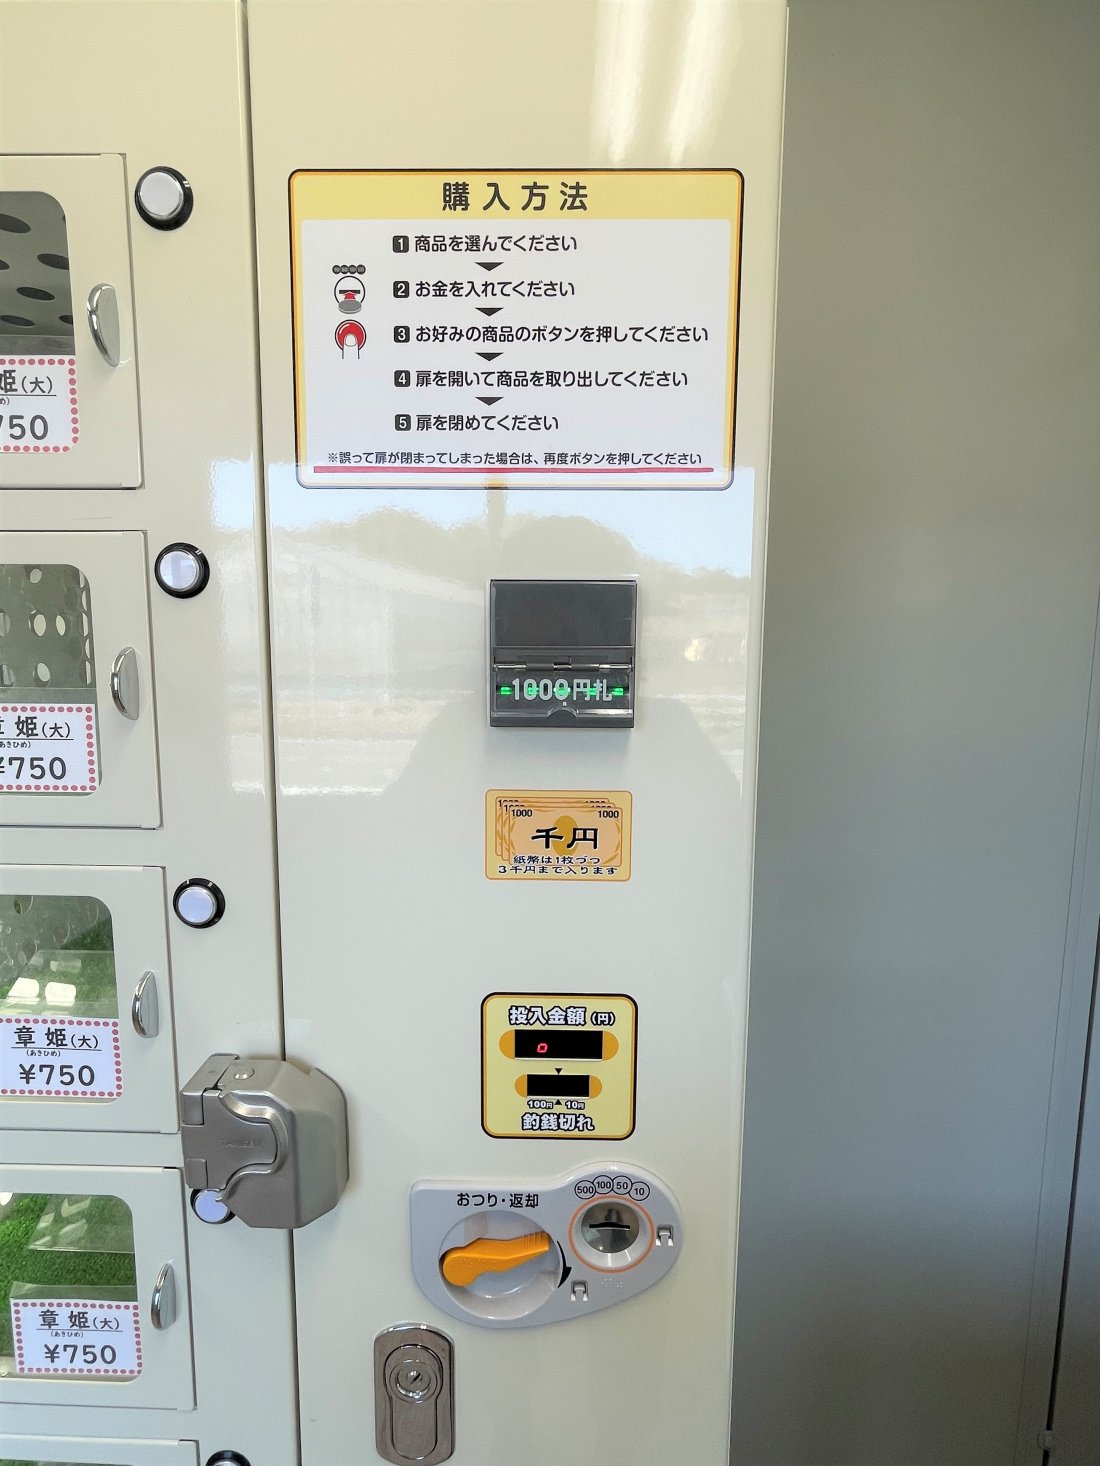 購入方法
1 商品を選んでください
2 お金を入れてください
3 お好みの商品のボタンを押してください
4 扉を開いて商品を取り出してください
5 扉を閉めてください
※誤って扉が閉まってしまった場合は、再度ボタンを押してください
姫(大)
750
姫(大)
(あきひめ)
¥750
章姫(大)
(あきひめ)
¥750
章姫(大)
(あきひめ)
¥750
1000円札
1000 1000
千円
紙幣は1枚づつ
3千円まで入ります
投入金額(円)
0
100円 10円
釣銭切れ
おつり・返却
500 100 50 10